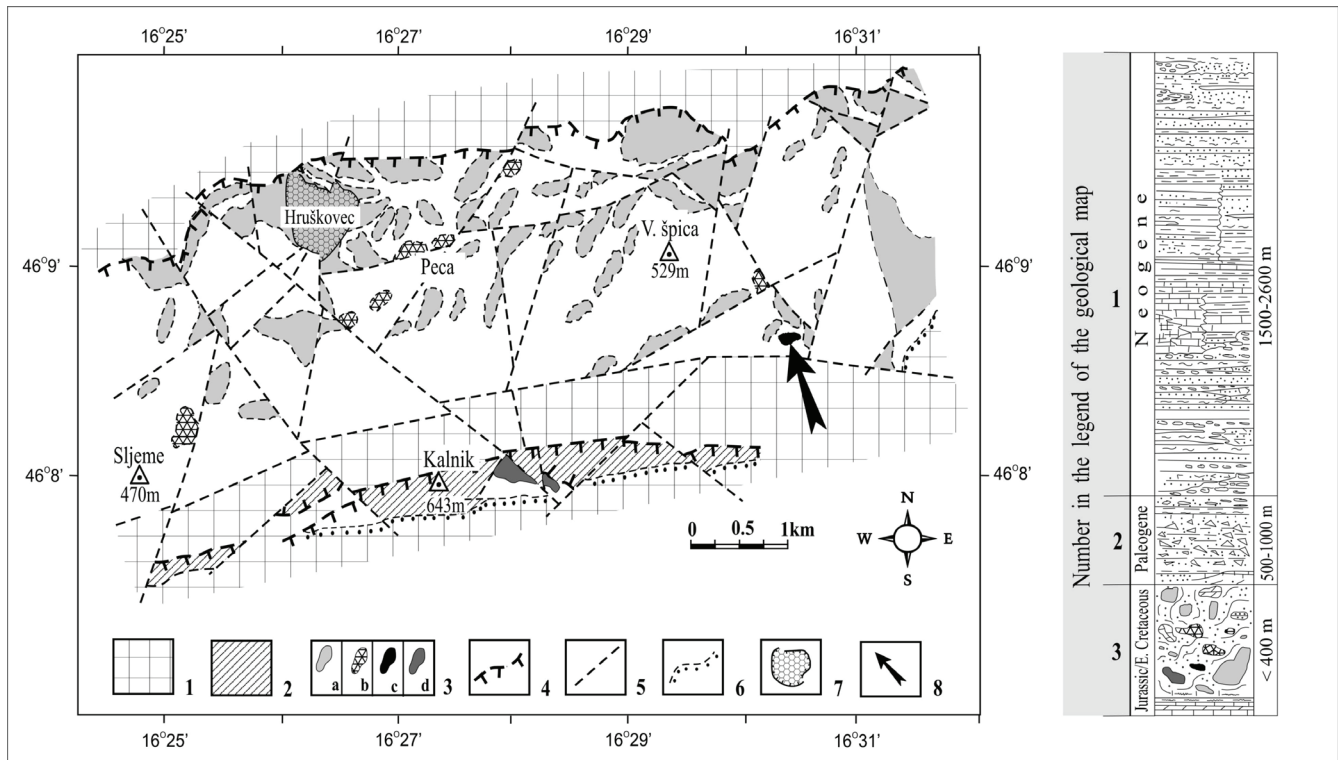 16°25'
16°27'
16°29'
16°31'
Hruškovec
Peca
V. špica
529m
46°9'
46°9'
Sljeme
470m
46°8'
Kalnik
643m
46°8'
0 0.5 1km
N
W E
S
1 2 a b c d 3 4 5 6 7 8
16°25'
16°27'
16°29'
16°31'
Number in the legend of the geological map
1
Neogene
1500-2600 m
2
Paleogene
500-1000 m
3
Jurassic/E. Cretaceous
< 400 m